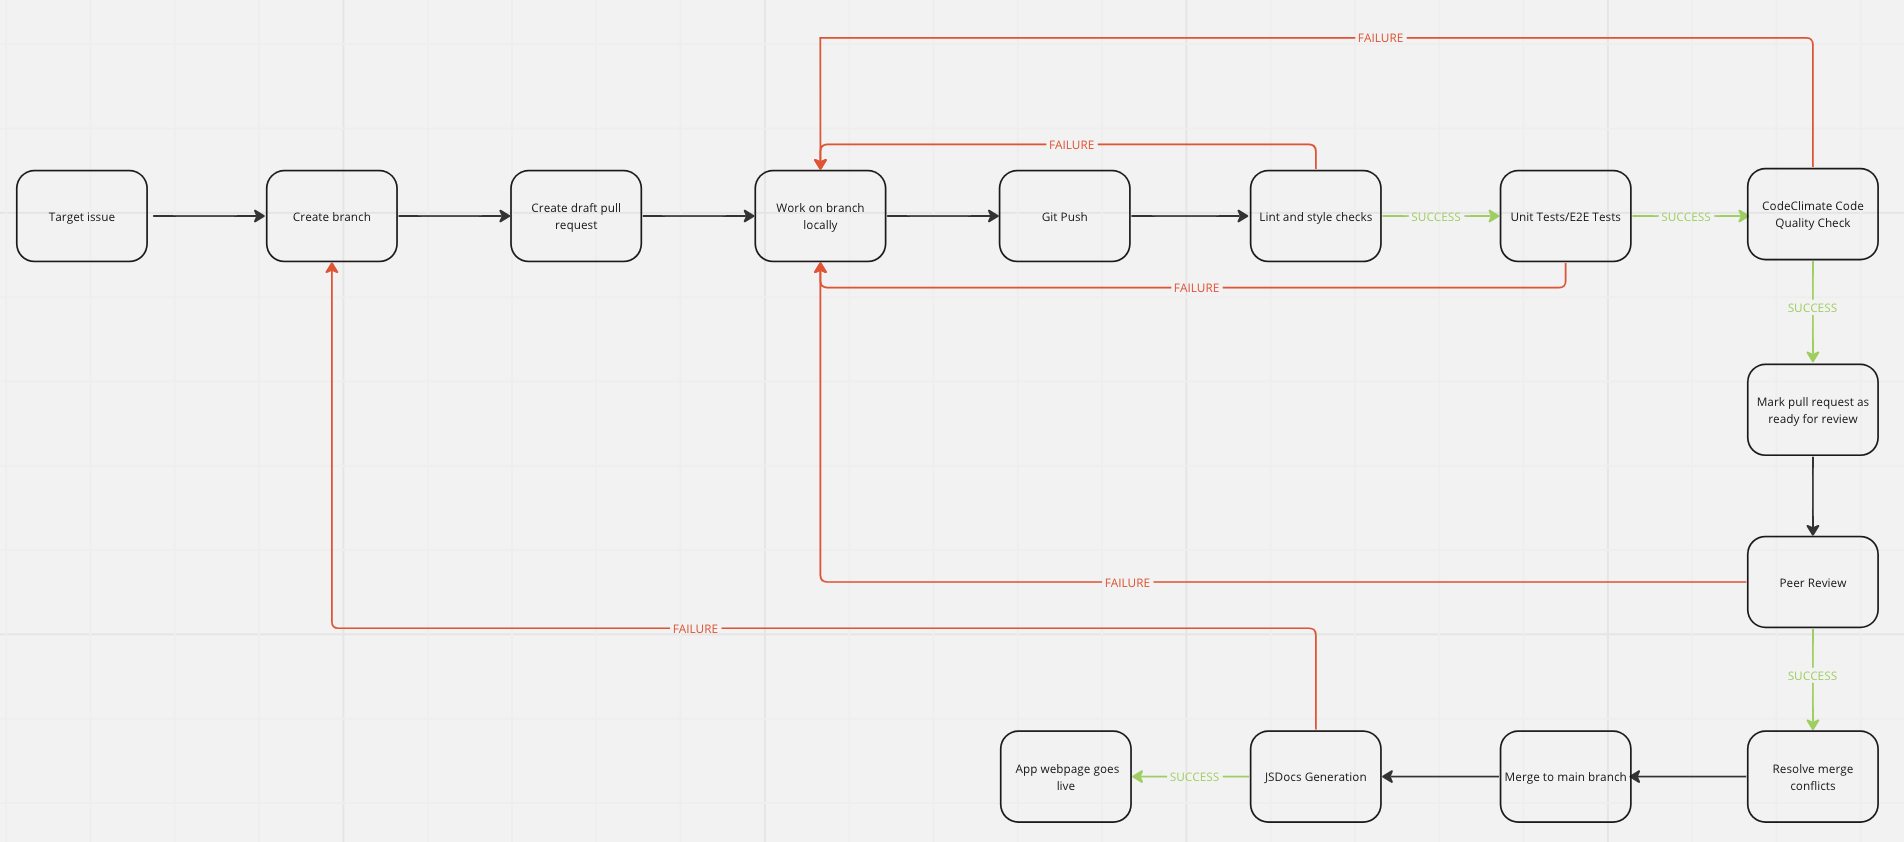 FAILURE
FAILURE
Target issue
Create branch
Create draft pull
request
Work on branch
locally
Git Push
Lint and style checks
SUCCESS
Unit Tests/E2E Tests
SUCCESS
CodeClimate Code
Quality Check
FAILURE
SUCCESS
Mark pull request as
ready for review
Peer Review
FAILURE
FAILURE
SUCCESS
Resolve merge
conflicts
Merge to main branch
JSDocs Generation
SUCCESS
App webpage goes
live